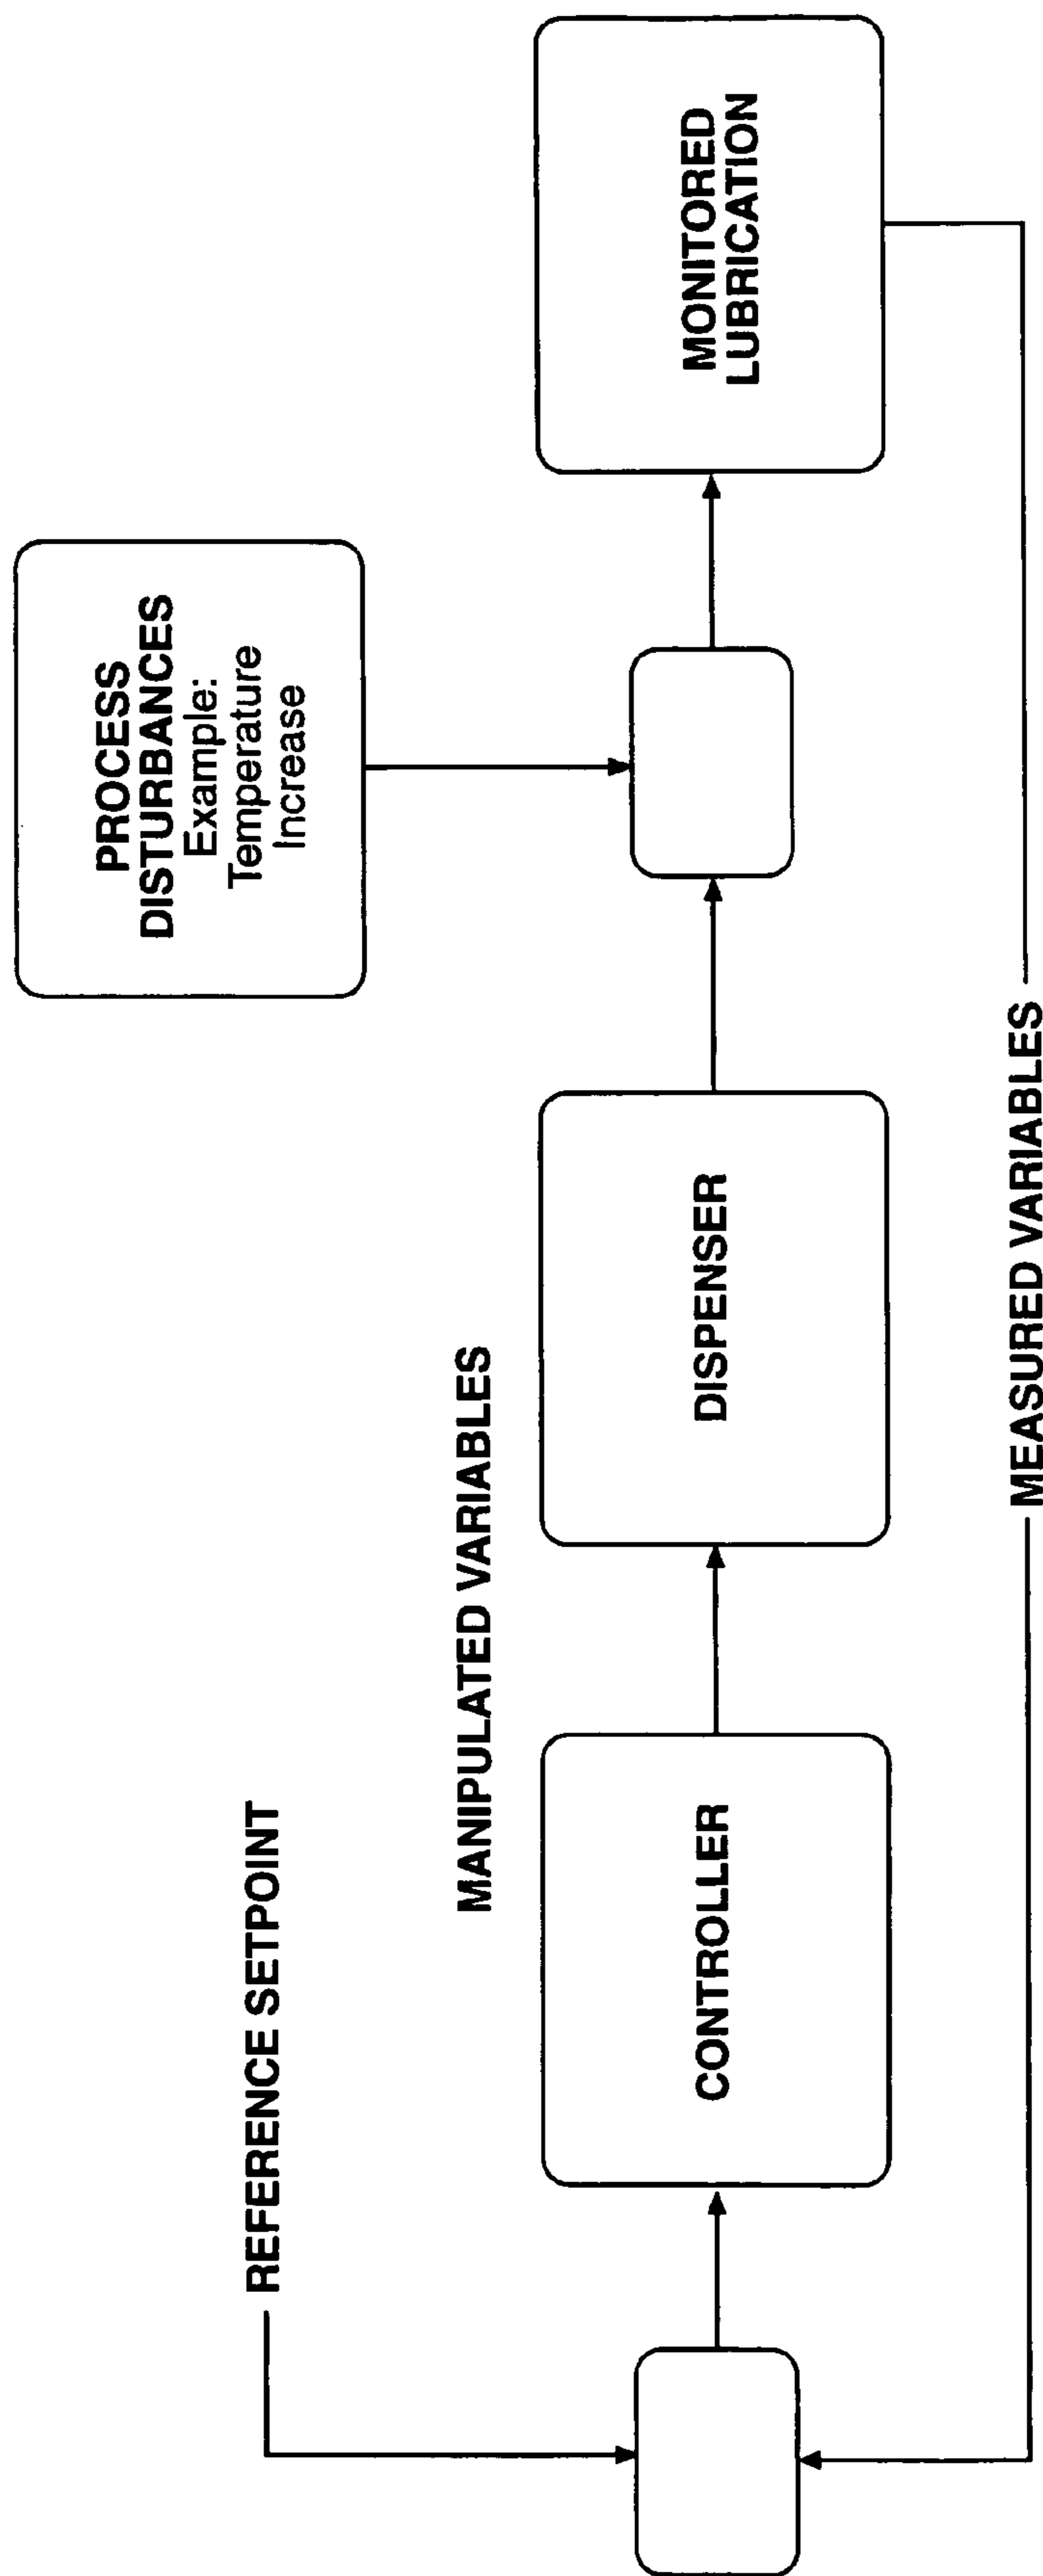 PROCESS
DISTURBANCES
Example:
Temperature
Increase
REFERENCE SETPOINT
MANIPULATED VARIABLES
CONTROLLER
DISPENSER
MONITORED
LUBRICATION
MEASURED VARIABLES